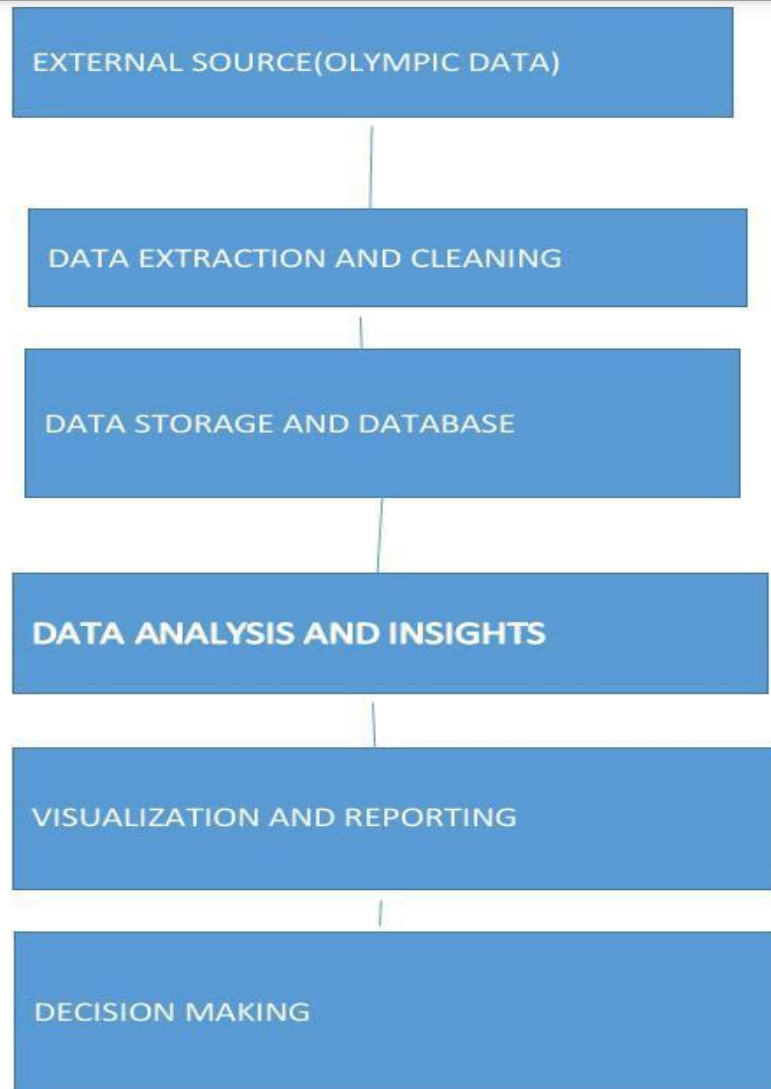 EXTERNAL SOURCE(OLYMPIC DATA)
DATA EXTRACTION AND CLEANING
DATA STORAGE AND DATABASE
DATA ANALYSIS AND INSIGHTS
VISUALIZATION AND REPORTING
DECISION MAKING